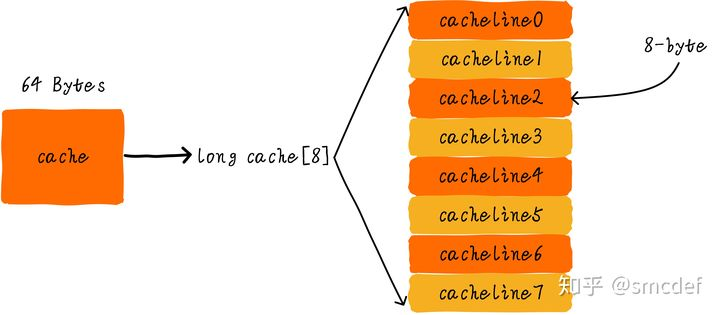 64 Bytes
cache
long cache[8]
cacheline0
cacheline1
cacheline2
cacheline3
cacheline4
cacheline5
cacheline6
cacheline7
8-byte
知乎 @smcdef